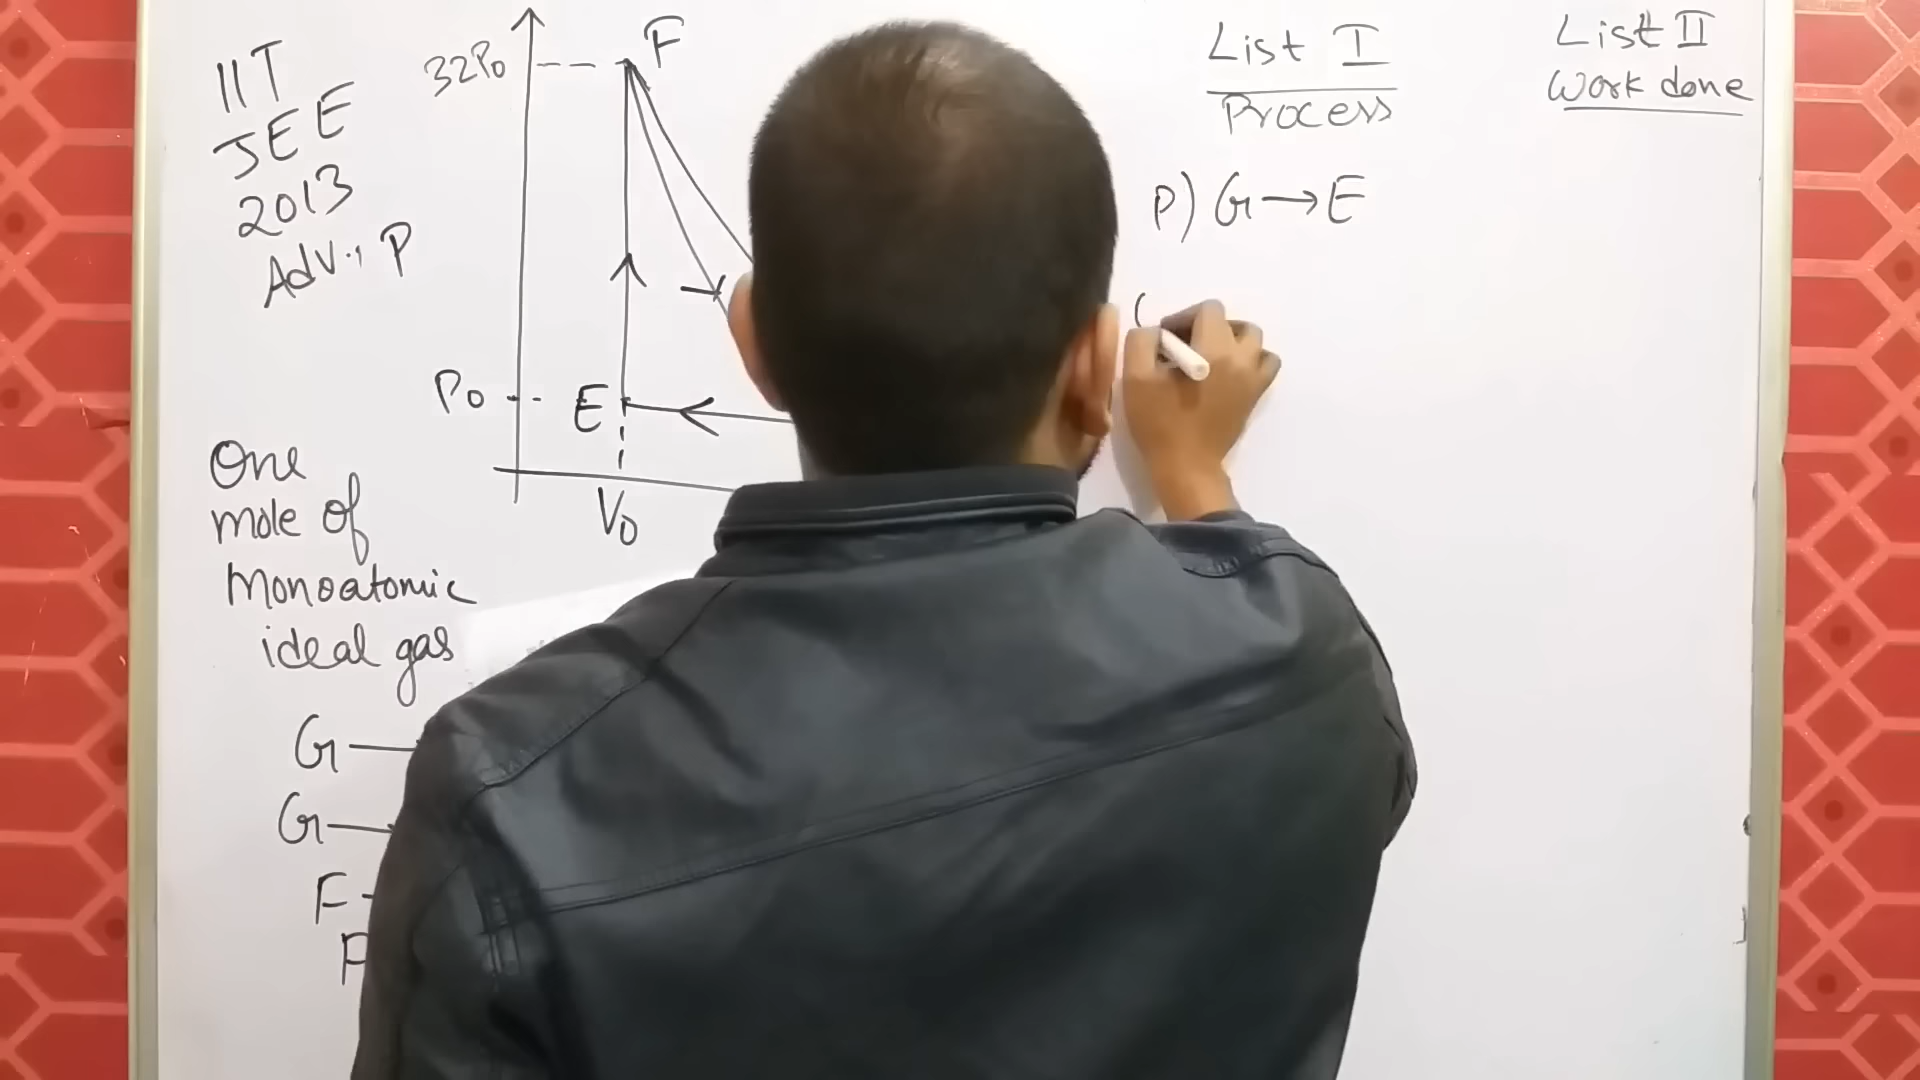 IIT
JEE
2013
Adv., P
32P0
F
P0
E
V0
One
mole of
Monoatomic
ideal gas
G
G
F
List I
Process
P) G → E
List II
Work done